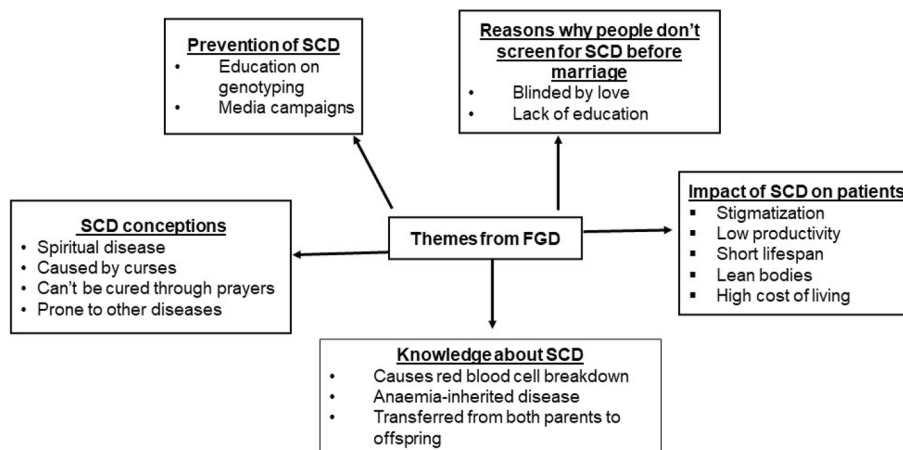 Prevention of SCD
• Education on
genotyping
• Media campaigns
Reasons why people don't
screen for SCD before
marriage
• Blinded by love
• Lack of education
SCD conceptions
• Spiritual disease
• Caused by curses
• Can't be cured through prayers
• Prone to other diseases
Themes from FGD
Impact of SCD on patients
▪ Stigmatization
▪ Low productivity
▪ Short lifespan
▪ Lean bodies
▪ High cost of living
Knowledge about SCD
• Causes red blood cell breakdown
• Anaemia-inherited disease
• Transferred from both parents to
offspring